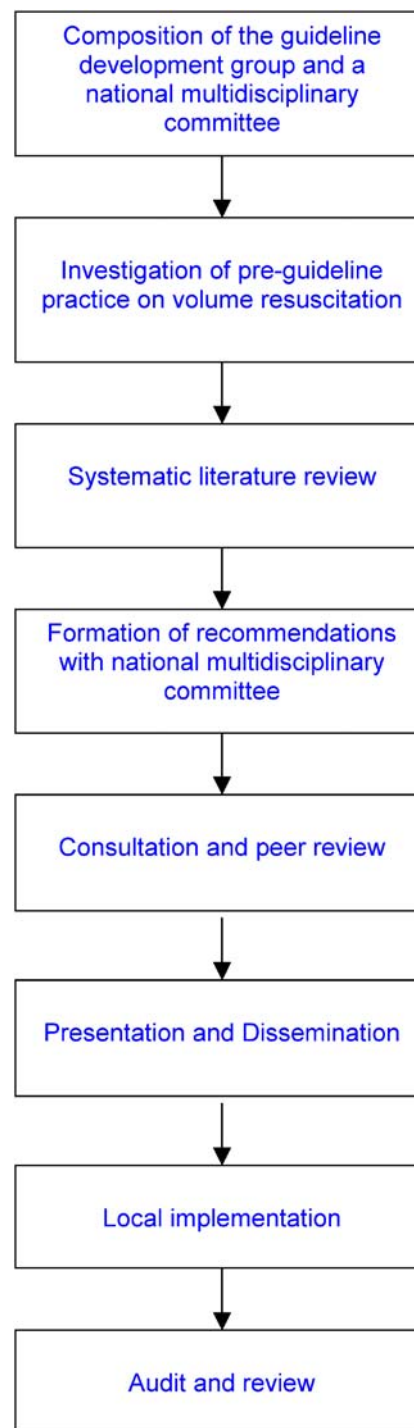 Composition of the guideline
development group and a
national multidisciplinary
committee
Investigation of pre-guideline
practice on volume resuscitation
Systematic literature review
Formation of recommendations
with national multidisciplinary
committee
Consultation and peer review
Presentation and Dissemination
Local implementation
Audit and review